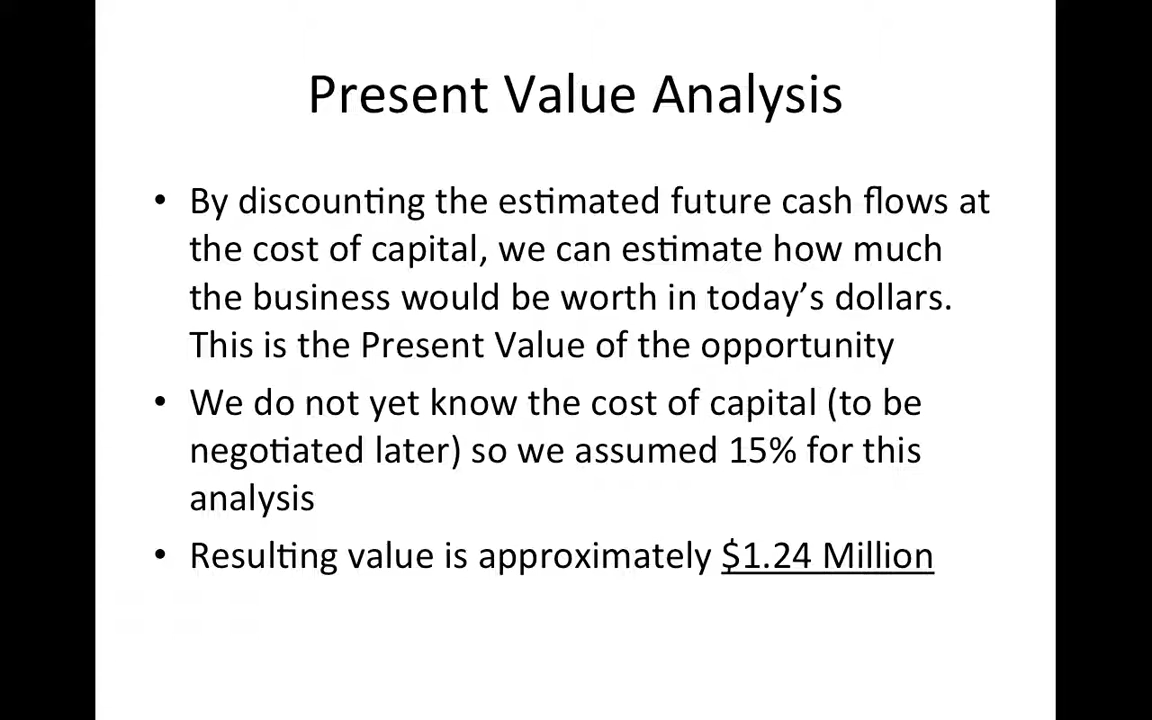 Present Value Analysis
• By discounting the estimated future cash flows at
the cost of capital, we can estimate how much
the business would be worth in today’s dollars.
This is the Present Value of the opportunity
• We do not yet know the cost of capital (to be
negotiated later) so we assumed 15% for this
analysis
• Resulting value is approximately $1.24 Million